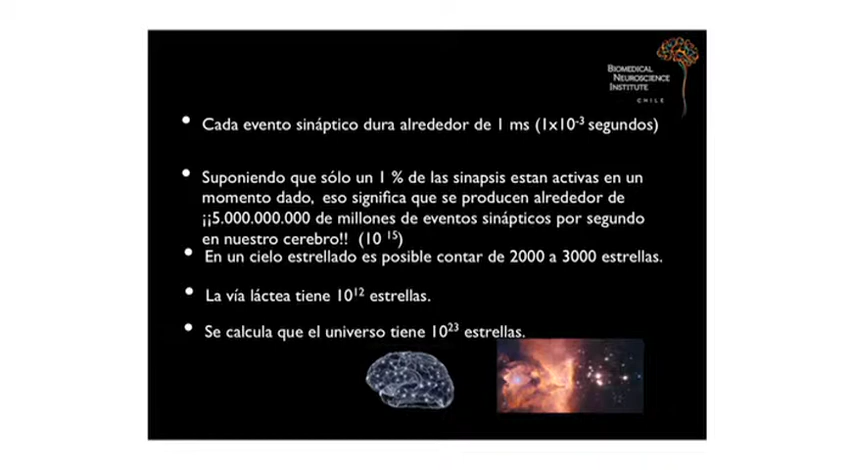 BIOMEDICAL
NEUROSCIENCE
INSTITUTE
CHILE
• Cada evento sináptico dura alrededor de 1 ms (1x10⁻³ segundos)
• Suponiendo que sólo un 1 % de las sinapsis estan activas en un
momento dado, eso significa que se producen alrededor de
¡¡5.000.000.000 de millones de eventos sinápticos por segundo
en nuestro cerebro!! (10 ¹⁵)
• En un cielo estrellado es posible contar de 2000 a 3000 estrellas.
• La vía láctea tiene 10¹² estrellas.
• Se calcula que el universo tiene 10²³ estrellas.